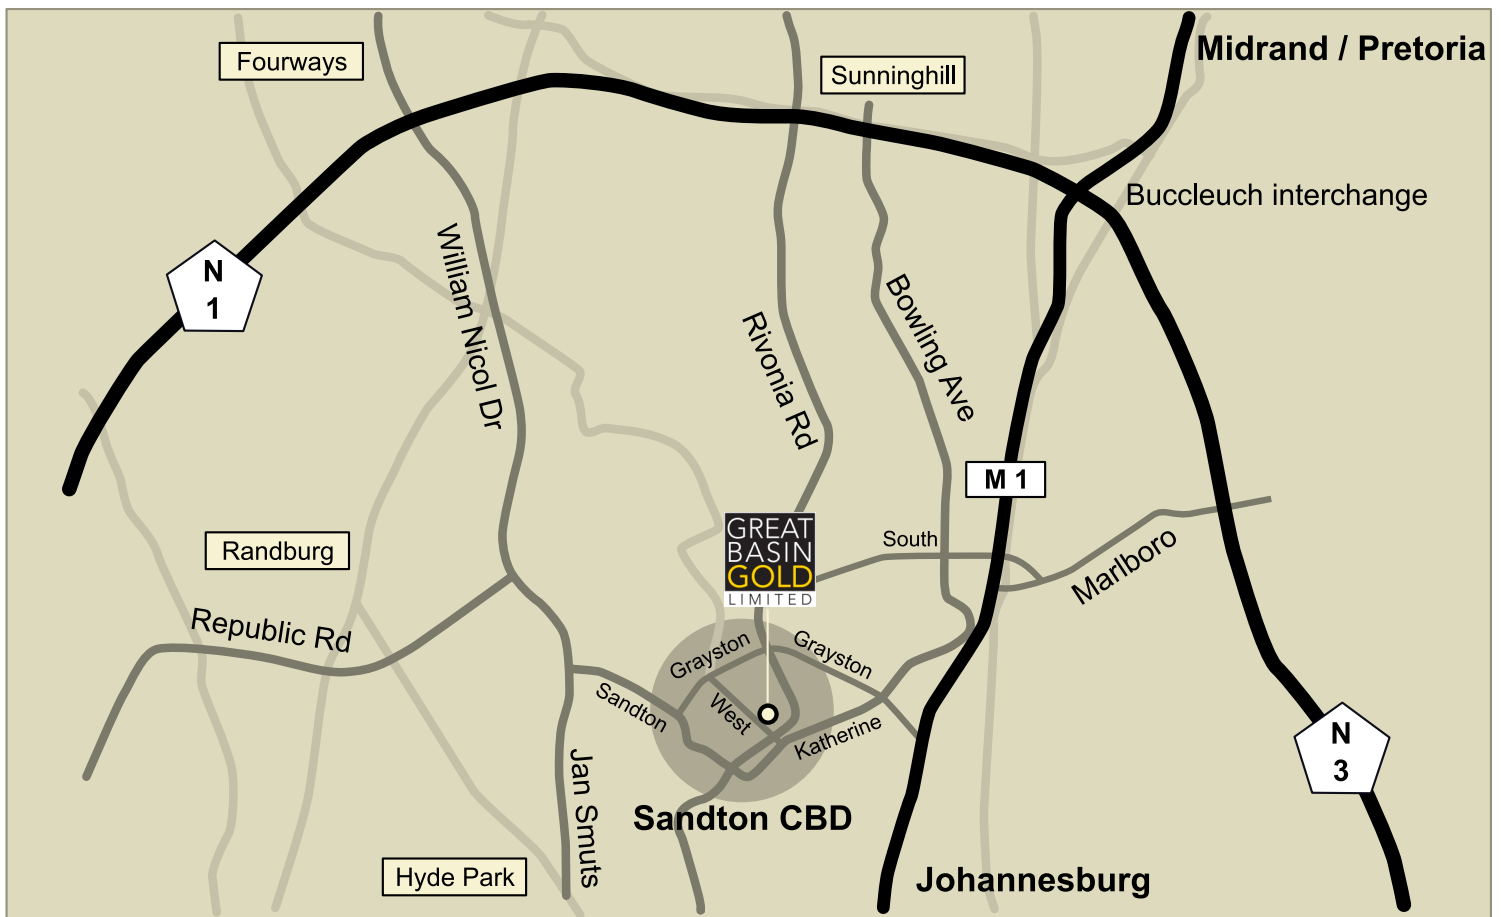 Midrand / Pretoria
Fourways
Sunninghill
Buccleuch interchange
N
1
William Nicol Dr
Bowling Ave
Rivonia Rd
M 1
GREAT
BASIN
GOLD
LIMITED
South
Randburg
Marlboro
Republic Rd
Grayston
Grayston
Sandton
West
Katherine
N
3
Jan Smuts
Sandton CBD
Hyde Park
Johannesburg